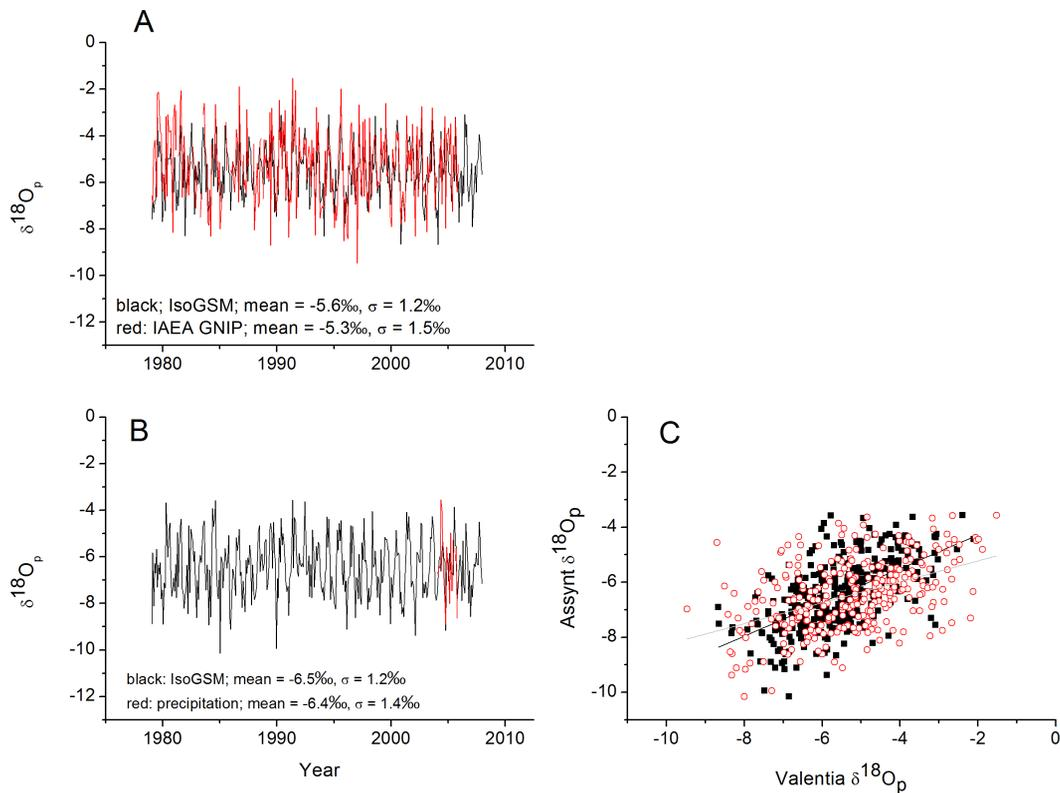 A
0
-2
-4
-6
-8
-10
-12
δ18Op
black; IsoGSM; mean = -5.6‰, σ = 1.2‰
red: IAEA GNIP; mean = -5.3‰, σ = 1.5‰
1980 1990 2000 2010
B
0
-2
-4
-6
-8
-10
-12
δ18Op
black: IsoGSM; mean = -6.5‰, σ = 1.2‰
red: precipitation; mean = -6.4‰, σ = 1.4‰
1980 1990 2000 2010
Year
C
0
-2
-4
-6
-8
-10
Assynt δ18Op
-10 -8 -6 -4 -2 0
Valentia δ18Op